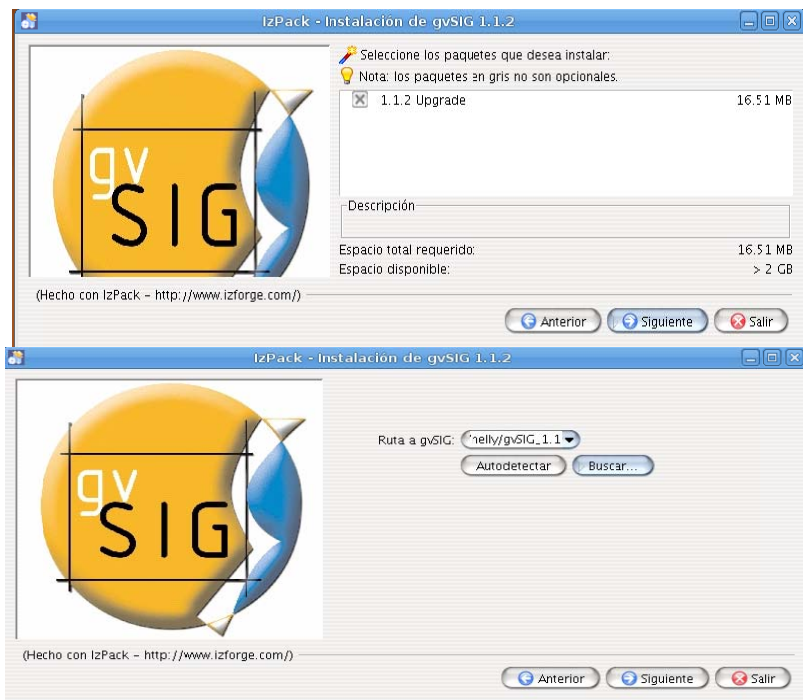 IzPack - Instalación de gvSIG 1.1.2
gv
SIG
Seleccione los paquetes que desea instalar:
Nota: los paquetes en gris no son opcionales.
1.1.2 Upgrade 16.51 MB
Descripción
Espacio total requerido: 16.51 MB
Espacio disponible: > 2 GB
(Hecho con IzPack - http://www.izforge.com/)
Anterior Siguiente Salir
IzPack - Instalación de gvSIG 1.1.2
gv
SIG
Ruta a gvSIG: nelly/gvSIG_1.1
Autodetectar Buscar...
(Hecho con IzPack - http://www.izforge.com/)
Anterior Siguiente Salir